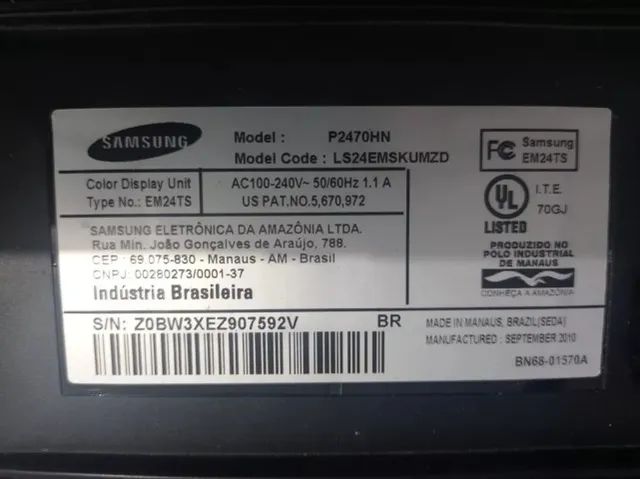 SAMSUNG
Model : P2470HN
Model Code : LS24EMSKUMZD
Color Display Unit
Type No.: EM24TS
AC100-240V~ 50/60Hz 1.1 A
US PAT.NO.5,670,972
FC Samsung
EM24TS
SAMSUNG ELETRÔNICA DA AMAZÔNIA LTDA.
Rua Min. João Gonçalves de Araújo, 788.
CEP : 69.075-830 - Manaus - AM - Brasil
CNPJ: 00280273/0001-37
Indústria Brasileira
UL
LISTED
I.T.E.
70GJ
PRODUZIDO NO
PÓLO INDUSTRIAL
DE MANAUS
CONHEÇA A AMAZÔNIA
S/N: Z0BW3XEZ907592V
BR
MADE IN MANAUS, BRAZIL(SEDA)
MANUFACTURED : SEPTEMBER 2010
BN68-01570A